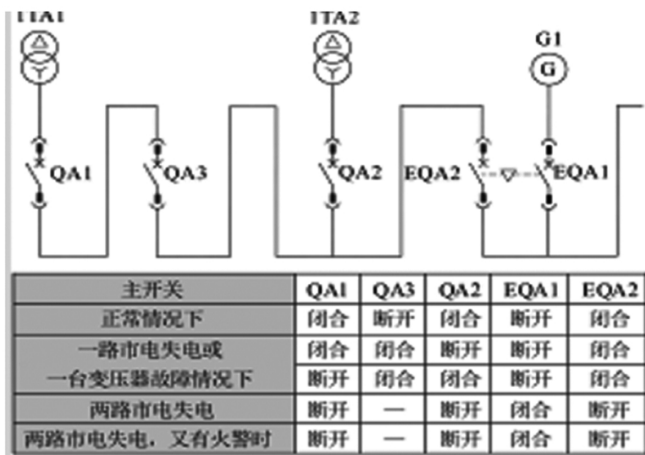 1TA1 1TA2 G1
G
QA1 QA3 QA2 EQA2 EQA1
主开关 QA1 QA3 QA2 EQA1 EQA2
正常情况下 闭合 断开 闭合 断开 闭合
一路市电失电或 闭合 闭合 断开 断开 闭合
一台变压器故障情况下 断开 闭合 闭合 断开 闭合
两路市电失电 断开 — 断开 闭合 断开
两路市电失电，又有火警时 断开 — 断开 闭合 断开